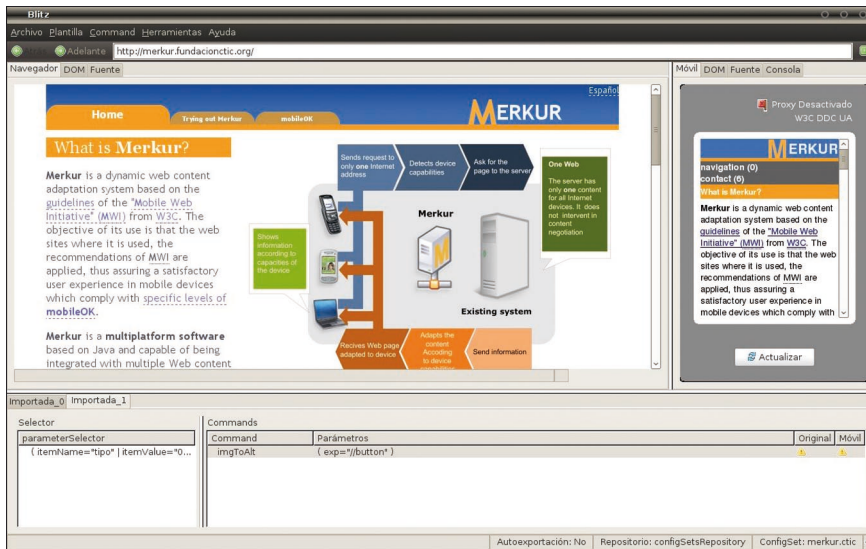 Blitz
Archivo Plantilla Command Herramientas Ayuda
Adelante http://merkur.fundacionctic.org/
Navegador DOM Fuente
Español
Home Trying out Merkur mobileOK MERKUR
What is Merkur?
Merkur is a dynamic web content
adaptation system based on the
guidelines of the "Mobile Web
Initiative" (MWI) from W3C. The
objective of its use is that the web
sites where it is used, the
recommendations of MWI are
applied, thus assuring a satisfactory
user experience in mobile devices
which comply with specific levels of
mobileOK.
Merkur is a multiplatform software
based on Java and capable of being
integrated with multiple Web content
Sends request to
only one Internet
address
Detects device
capabilities
Ask for the
page to the server
One Web
The server has
only one content
for all Internet
devices. It does
not intervent in
content
negotiation
Merkur
Shows
information
according to
capacities of
the device
Existing system
Recives Web page
adapted to device
Adapts the
content
Accoding
to device
capabilities
Send information
Móvil DOM Fuente Consola
Proxy Desactivado
W3C DDC UA
MERKUR
navigation (0)
contact (6)
What is Merkur?
Merkur is a dynamic web content
adaptation system based on the
guidelines of the "Mobile Web
Initiative" (MWI) from W3C. The
objective of its use is that the web
sites where it is used, the
recommendations of MWI are
applied, thus assuring a
satisfactory user experience in
mobile devices which comply with
Actualizar
Importada_0 Importada_1
Selector
parameterSelector
( itemName="tipo" | itemValue="0...
Commands
Command Parámetros Original Móvil
imgToAlt ( exp="//button" )
Autoexportación: No Repositorio: configSetsRepository ConfigSet: merkur.ctic